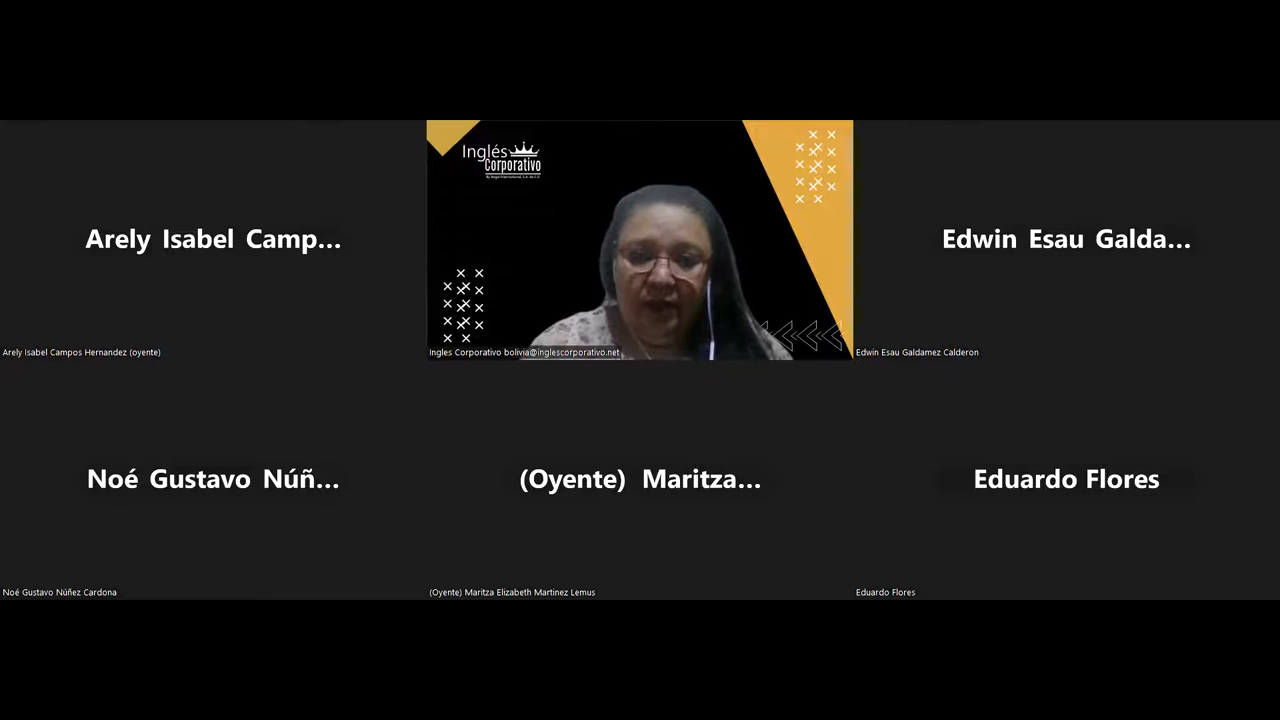 Arely Isabel Camp...
Arely Isabel Campos Hernandez (oyente)
Inglés
Corporativo
Ingles Corporativo bolivia@inglescorporativo.net
Edwin Esau Galda...
Edwin Esau Galdamez Calderon
Noé Gustavo Núñ...
Noé Gustavo Núñez Cardona
(Oyente) Maritza...
(Oyente) Maritza Elizabeth Martinez Lemus
Eduardo Flores
Eduardo Flores